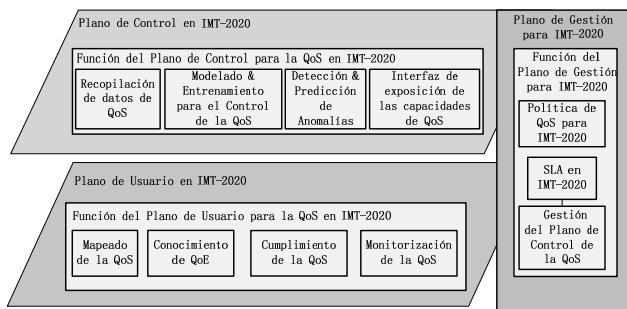 Plano de Control en IMT-2020
Función del Plano de Control para la QoS en IMT-2020
Recopilación
de datos de
QoS
Modelado &
Entrenamiento
para el Control
de la QoS
Detección &
Predicción
de
Anomalías
Interfaz de
exposición de
las capacidades
de QoS
Plano de Usuario en IMT-2020
Función del Plano de Usuario para la QoS en IMT-2020
Mapeado
de la QoS
Conocimiento
de QoE
Cumplimiento
de la QoS
Monitorización
de la QoS
Plano de Gestión
para IMT-2020
Función del
Plano de Gestión
para IMT-2020
Política de
QoS para
IMT-2020
SLA en
IMT-2020
Gestión
del Plano de
Control de
la QoS